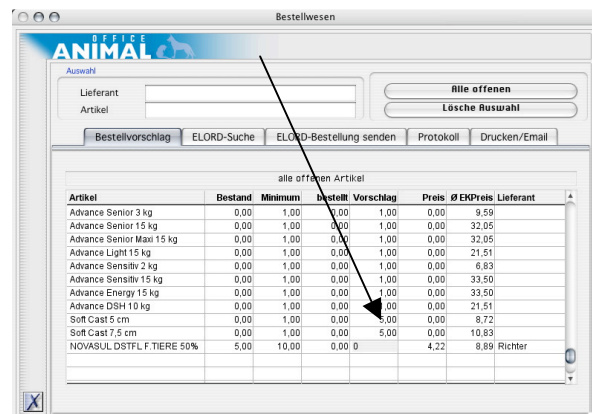 Bestellwesen
OFFICE
ANIMAL
Auswahl
Lieferant
Alle offenen
Artikel
Lösche Auswahl
Bestellvorschlag ELORD-Suche ELORD-Bestellung senden Protokoll Drucken/Email
alle offenen Artikel
Artikel Bestand Minimum bestellt Vorschlag Preis Ø EKPreis Lieferant
Advance Senior 3 kg 0,00 1,00 0,00 1,00 0,00 9,59
Advance Senior 15 kg 0,00 1,00 0,00 1,00 0,00 32,05
Advance Senior Maxi 15 kg 0,00 1,00 0,00 1,00 0,00 32,05
Advance Light 15 kg 0,00 1,00 0,00 1,00 0,00 21,51
Advance Sensitiv 2 kg 0,00 1,00 0,00 1,00 0,00 6,83
Advance Sensitiv 15 kg 0,00 1,00 0,00 1,00 0,00 33,50
Advance Energy 15 kg 0,00 1,00 0,00 1,00 0,00 33,50
Advance DSH 10 kg 0,00 1,00 0,00 1,00 0,00 21,51
Soft Cast 5 cm 0,00 1,00 0,00 5,00 0,00 8,72
Soft Cast 7,5 cm 0,00 1,00 0,00 5,00 0,00 10,83
NOVASUL DSTFL F.TIERE 50% 5,00 10,00 0,00 0 4,22 8,89 Richter
X